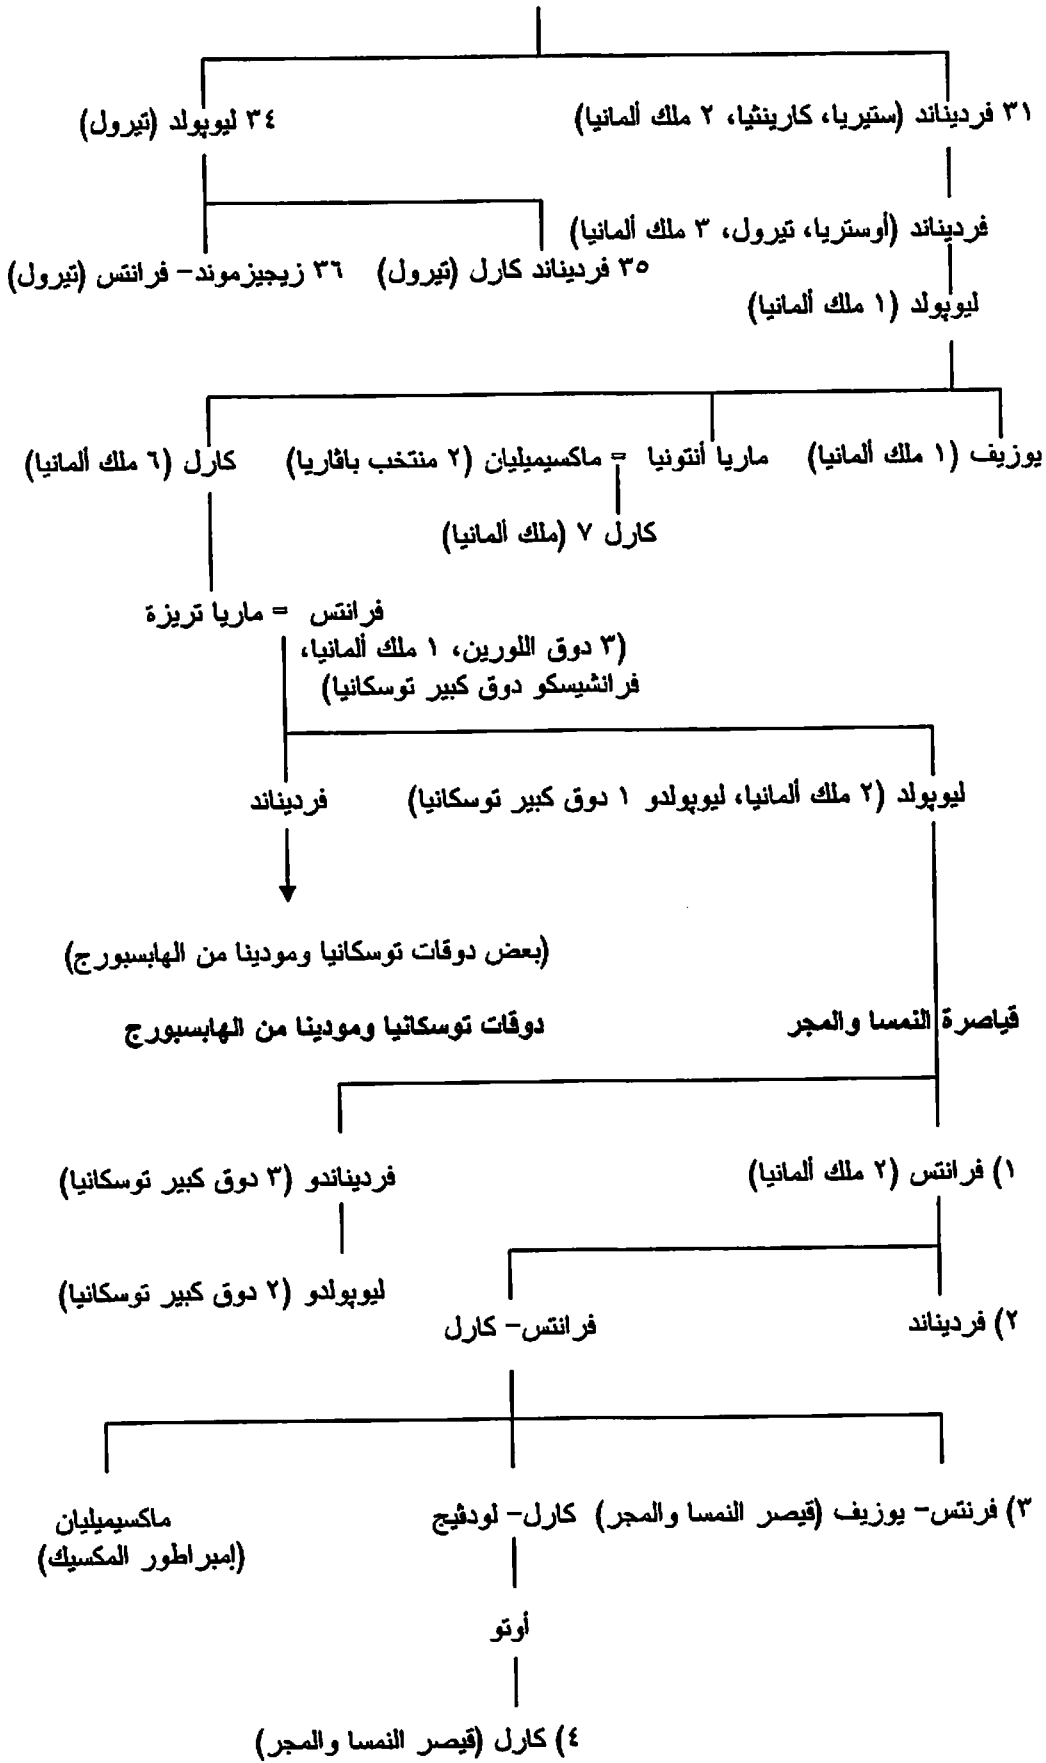 ٣١ فرديناند (ستيريا، كارينثيا، ٢ ملك ألمانيا)
٣٤ ليوپولد (تيرول)
فرديناند (أوستريا، تيرول، ٣ ملك ألمانيا)
٣٥ فرديناند كارل (تيرول)
٣٦ زيجيزموند- فرانتس (تيرول)
ليوپولد (١ ملك ألمانيا)
يوزيف (١ ملك ألمانيا)
ماريا أنتونيا = ماكسيميليان (٢ منتخب باڤاريا)
كارل (٦ ملك ألمانيا)
كارل ٧ (ملك ألمانيا)
فرانتس = ماريا تريزة
(٣ دوق اللورين، ١ ملك ألمانيا،
فرانشيسكو دوق كبير توسكانيا)
ليوپولد (٢ ملك ألمانيا، ليوپولدو ١ دوق كبير توسكانيا)
فرديناند
(بعض دوقات توسكانيا ومودينا من الهابسبورج)
قياصرة النمسا والمجر
دوقات توسكانيا ومودينا من الهابسبورج
١) فرانتس (٢ ملك ألمانيا)
فرديناندو (٣ دوق كبير توسكانيا)
ليوپولدو (٢ دوق كبير توسكانيا)
٢) فرديناند
فرانتس- كارل
٣) فرنتس- يوزيف (قيصر النمسا والمجر)
كارل- لودڤيج
ماكسيميليان
(إمبراطور المكسيك)
أوتو
٤) كارل (قيصر النمسا والمجر)